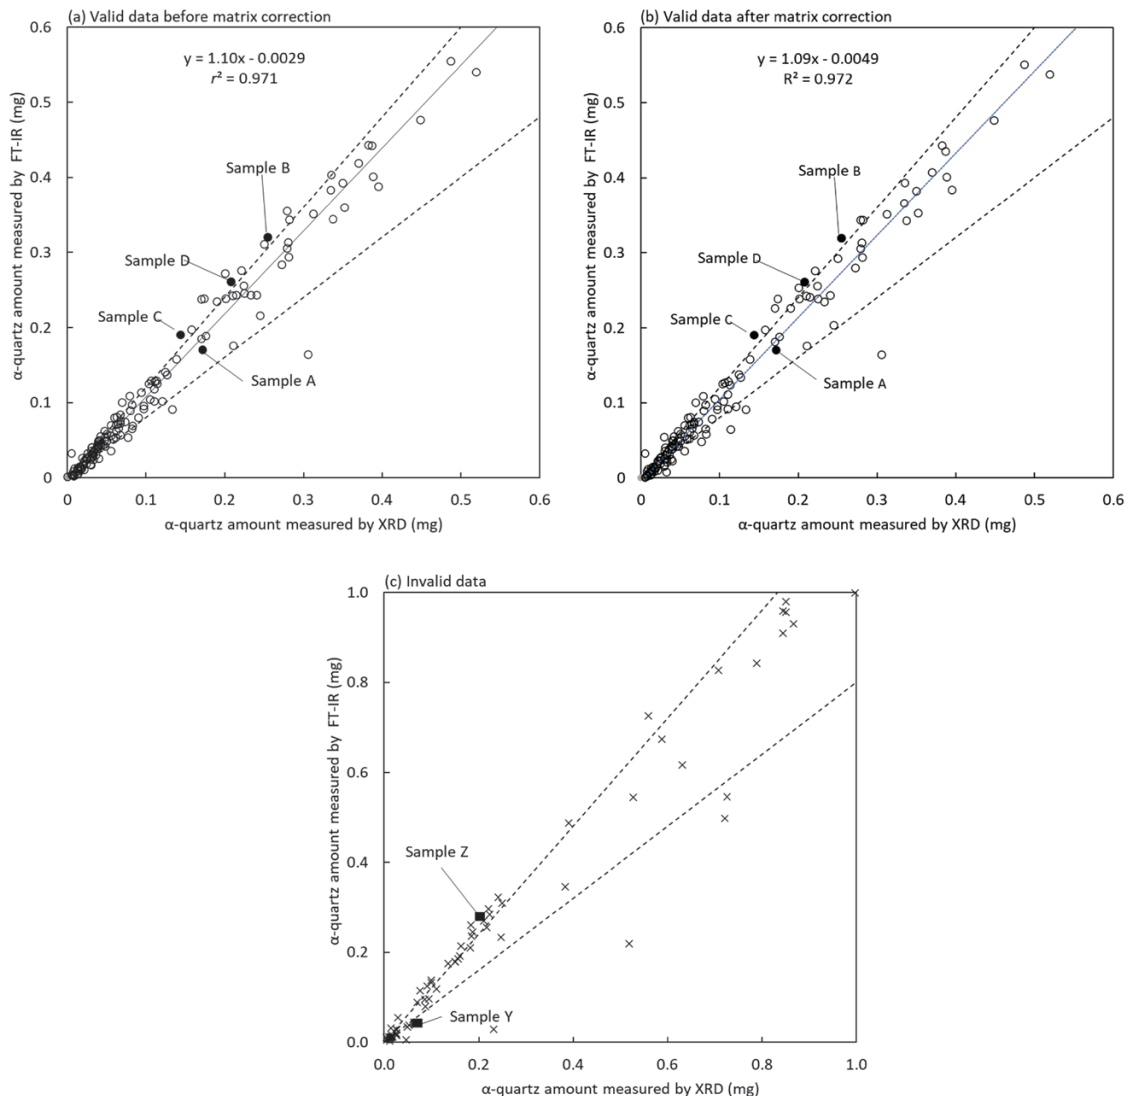 (a) Valid data before matrix correction
y = 1.10x - 0.0029
r² = 0.971
Sample B
Sample D
Sample C
Sample A
α-quartz amount measured by FT-IR (mg)
0.6
0.5
0.4
0.3
0.2
0.1
0
0 0.1 0.2 0.3 0.4 0.5 0.6
α-quartz amount measured by XRD (mg)
(b) Valid data after matrix correction
y = 1.09x - 0.0049
R² = 0.972
Sample B
Sample D
Sample C
Sample A
α-quartz amount measured by FT-IR (mg)
0.6
0.5
0.4
0.3
0.2
0.1
0
0 0.1 0.2 0.3 0.4 0.5 0.6
α-quartz amount measured by XRD (mg)
(c) Invalid data
Sample Z
Sample Y
α-quartz amount measured by FT-IR (mg)
1.0
0.8
0.6
0.4
0.2
0.0
0.0 0.2 0.4 0.6 0.8 1.0
α-quartz amount measured by XRD (mg)